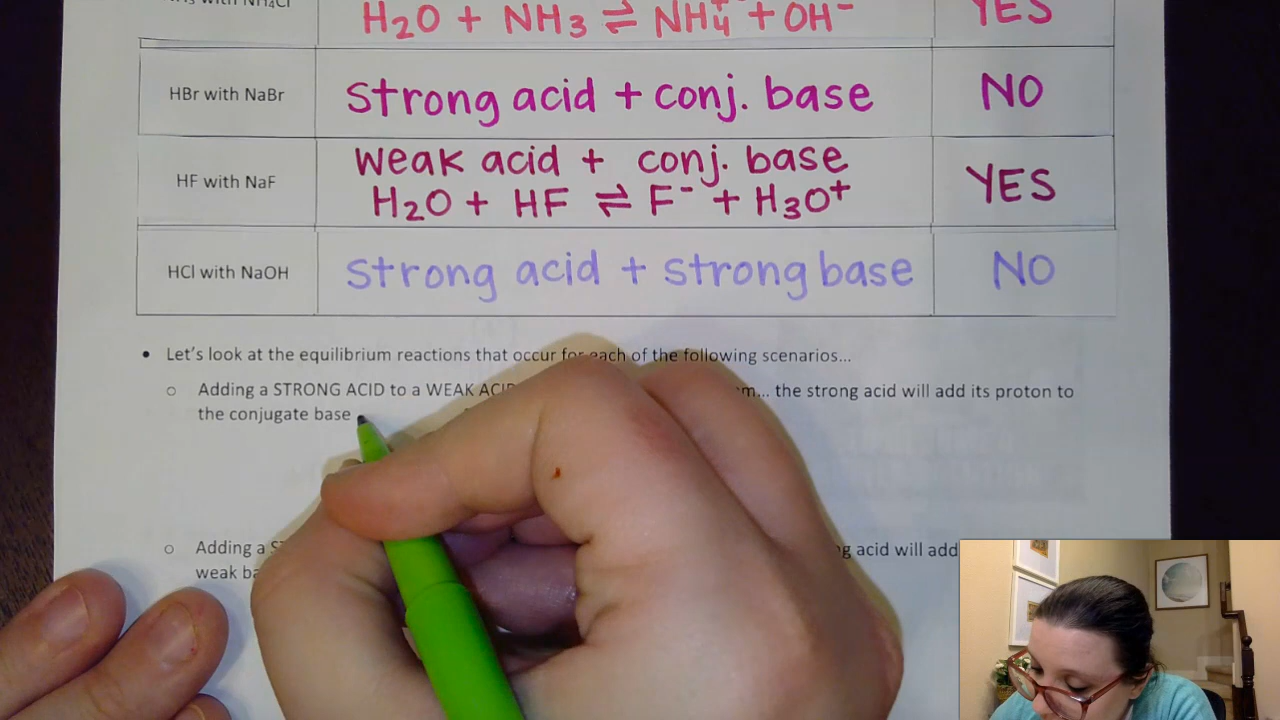 with NH4Cl
H2O + NH3 ⇌ NH4+ + OH-
YES
HBr with NaBr
strong acid + conj. base
NO
HF with NaF
weak acid + conj. base
H2O + HF ⇌ F- + H3O+
YES
HCl with NaOH
strong acid + strong base
NO
• Let's look at the equilibrium reactions that occur for each of the following scenarios...
o Adding a STRONG ACID to a WEAK ACID the strong acid will add its proton to
the conjugate base
o Adding a acid will add
weak